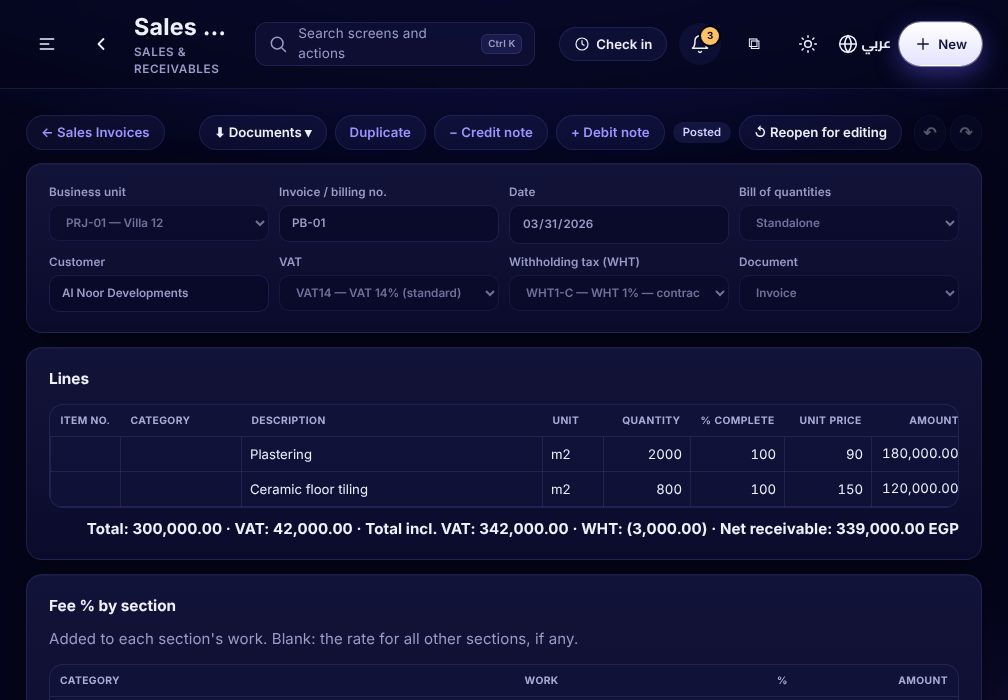 Sales ...
SALES &
RECEIVABLES
Search screens and
actions
Ctrl K
Check in
3
عربي
+ New
← Sales Invoices
⬇ Documents ▾
Duplicate
− Credit note
+ Debit note
Posted
↺ Reopen for editing
↶
↷
Business unit
Invoice / billing no.
Date
Bill of quantities
PRJ-01 — Villa 12
PB-01
03/31/2026
Standalone
Customer
VAT
Withholding tax (WHT)
Document
Al Noor Developments
VAT14 — VAT 14% (standard)
WHT1-C — WHT 1% — contrac
Invoice
Lines
ITEM NO. CATEGORY DESCRIPTION UNIT QUANTITY % COMPLETE UNIT PRICE AMOUNT
Plastering m2 2000 100 90 180,000.00
Ceramic floor tiling m2 800 100 150 120,000.00
Total: 300,000.00 · VAT: 42,000.00 · Total incl. VAT: 342,000.00 · WHT: (3,000.00) · Net receivable: 339,000.00 EGP
Fee % by section
Added to each section's work. Blank: the rate for all other sections, if any.
CATEGORY WORK % AMOUNT